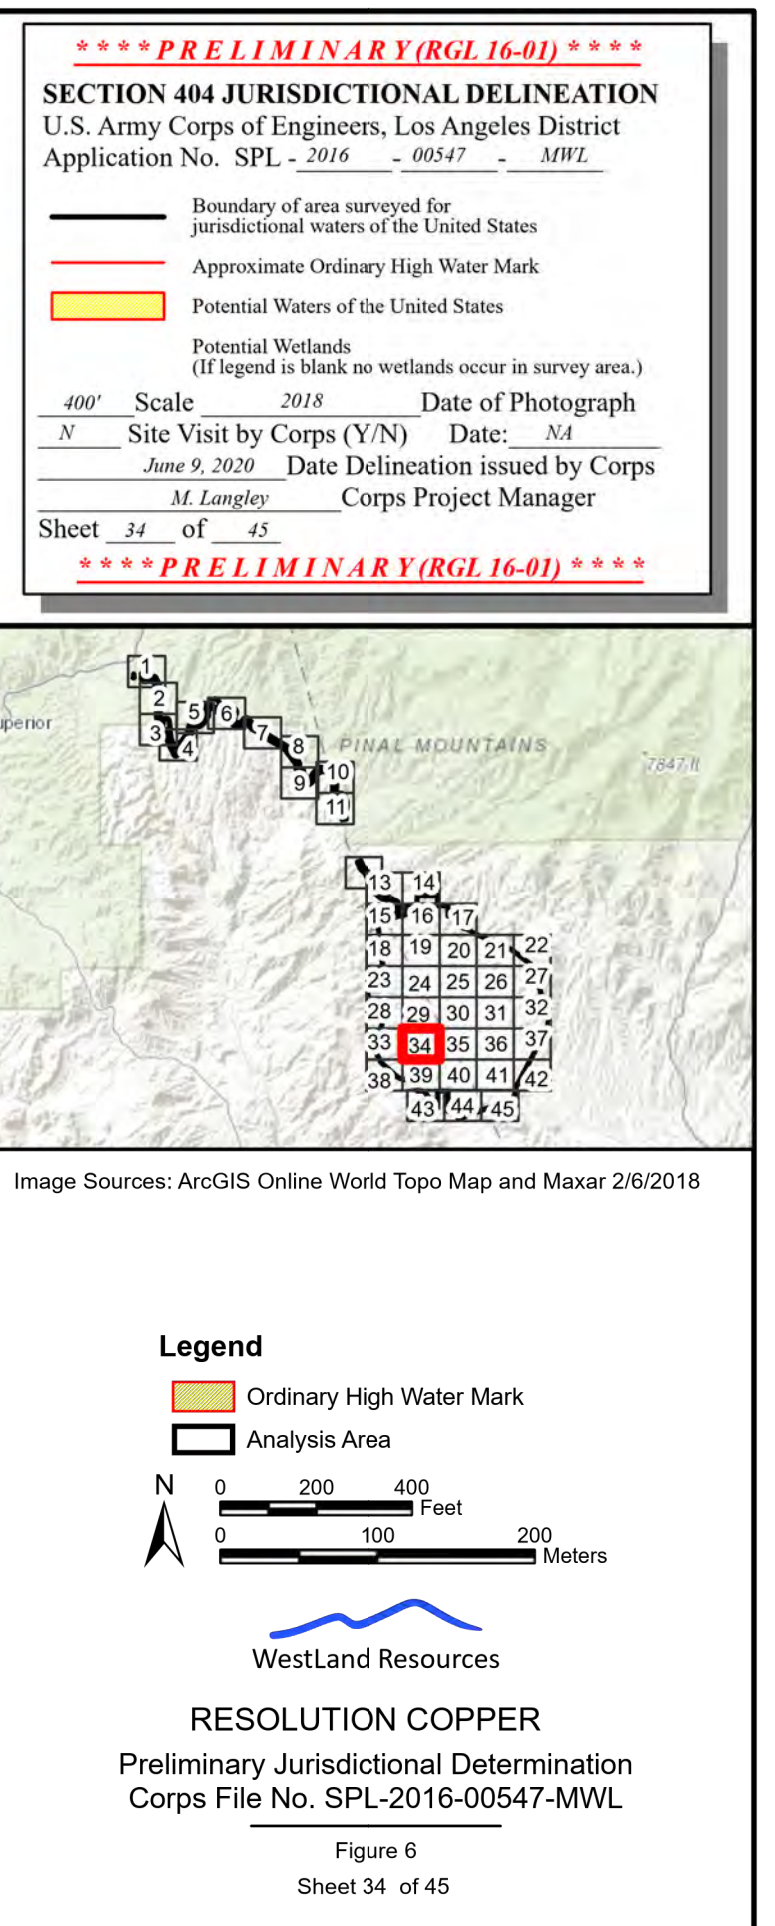 * * * * P R E L I M I N A R Y (RGL 16-01) * * * *
SECTION 404 JURISDICTIONAL DELINEATION
U.S. Army Corps of Engineers, Los Angeles District
Application No. SPL - 2016 - 00547 - MWL
Boundary of area surveyed for
jurisdictional waters of the United States
Approximate Ordinary High Water Mark
Potential Waters of the United States
Potential Wetlands
(If legend is blank no wetlands occur in survey area.)
400' Scale 2018 Date of Photograph
N Site Visit by Corps (Y/N) Date: NA
June 9, 2020 Date Delineation issued by Corps
M. Langley Corps Project Manager
Sheet 34 of 45
* * * * P R E L I M I N A R Y (RGL 16-01) * * * *
1
2
uperior
3
4
5
6
7
8
PINAL MOUNTAINS
9
10
7847 ft
11
13 14
15 16 17
18 19 20 21 22
23 24 25 26 27
28 29 30 31 32
33 34 35 36 37
38 39 40 41 42
43 44 45
Image Sources: ArcGIS Online World Topo Map and Maxar 2/6/2018
Legend
Ordinary High Water Mark
Analysis Area
N
0 200 400
Feet
0 100 200
Meters
WestLand Resources
RESOLUTION COPPER
Preliminary Jurisdictional Determination
Corps File No. SPL-2016-00547-MWL
Figure 6
Sheet 34 of 45